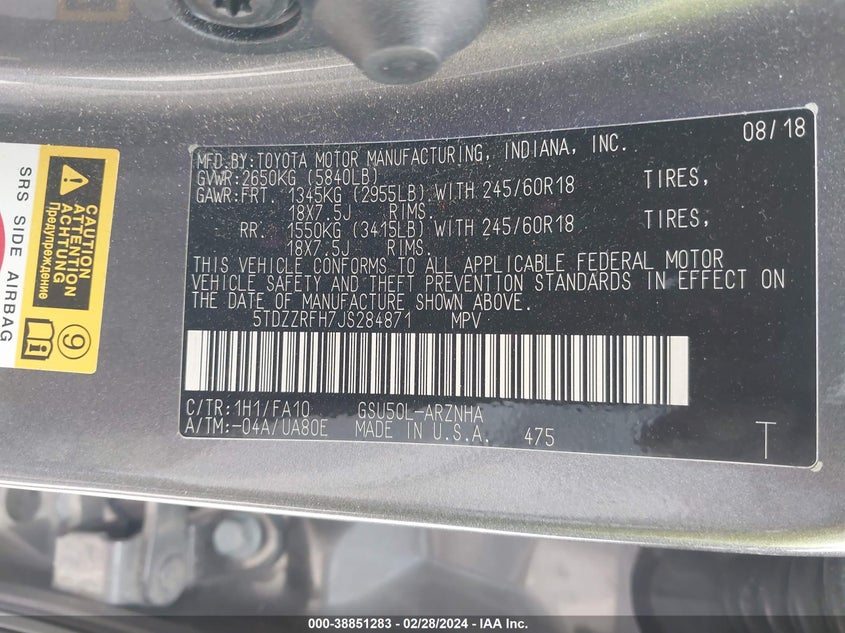 08/18
MFD.BY:TOYOTA MOTOR MANUFACTURING, INDIANA, INC.
GVWR:2650KG (5840LB)
GAWR:FRT. 1345KG (2955LB) WITH 245/60R18 TIRES,
18X7.5J RIMS.
RR. 1550KG (3415LB) WITH 245/60R18 TIRES,
18X7.5J RIMS.
THIS VEHICLE CONFORMS TO ALL APPLICABLE FEDERAL MOTOR
VEHICLE SAFETY AND THEFT PREVENTION STANDARDS IN EFFECT ON
THE DATE OF MANUFACTURE SHOWN ABOVE.
5TDZZRFH7JS284871 MPV
C/TR:1H1/FA10 GSU50L-ARZNHA
A/TM:-04A/UA80E MADE IN U.S.A. 475
T
SRS SIDE AIRBAG
CAUTION
ATTENTION
ACHTUNG
Предупреждение
9
000-38851283 - 02/28/2024 - IAA Inc.